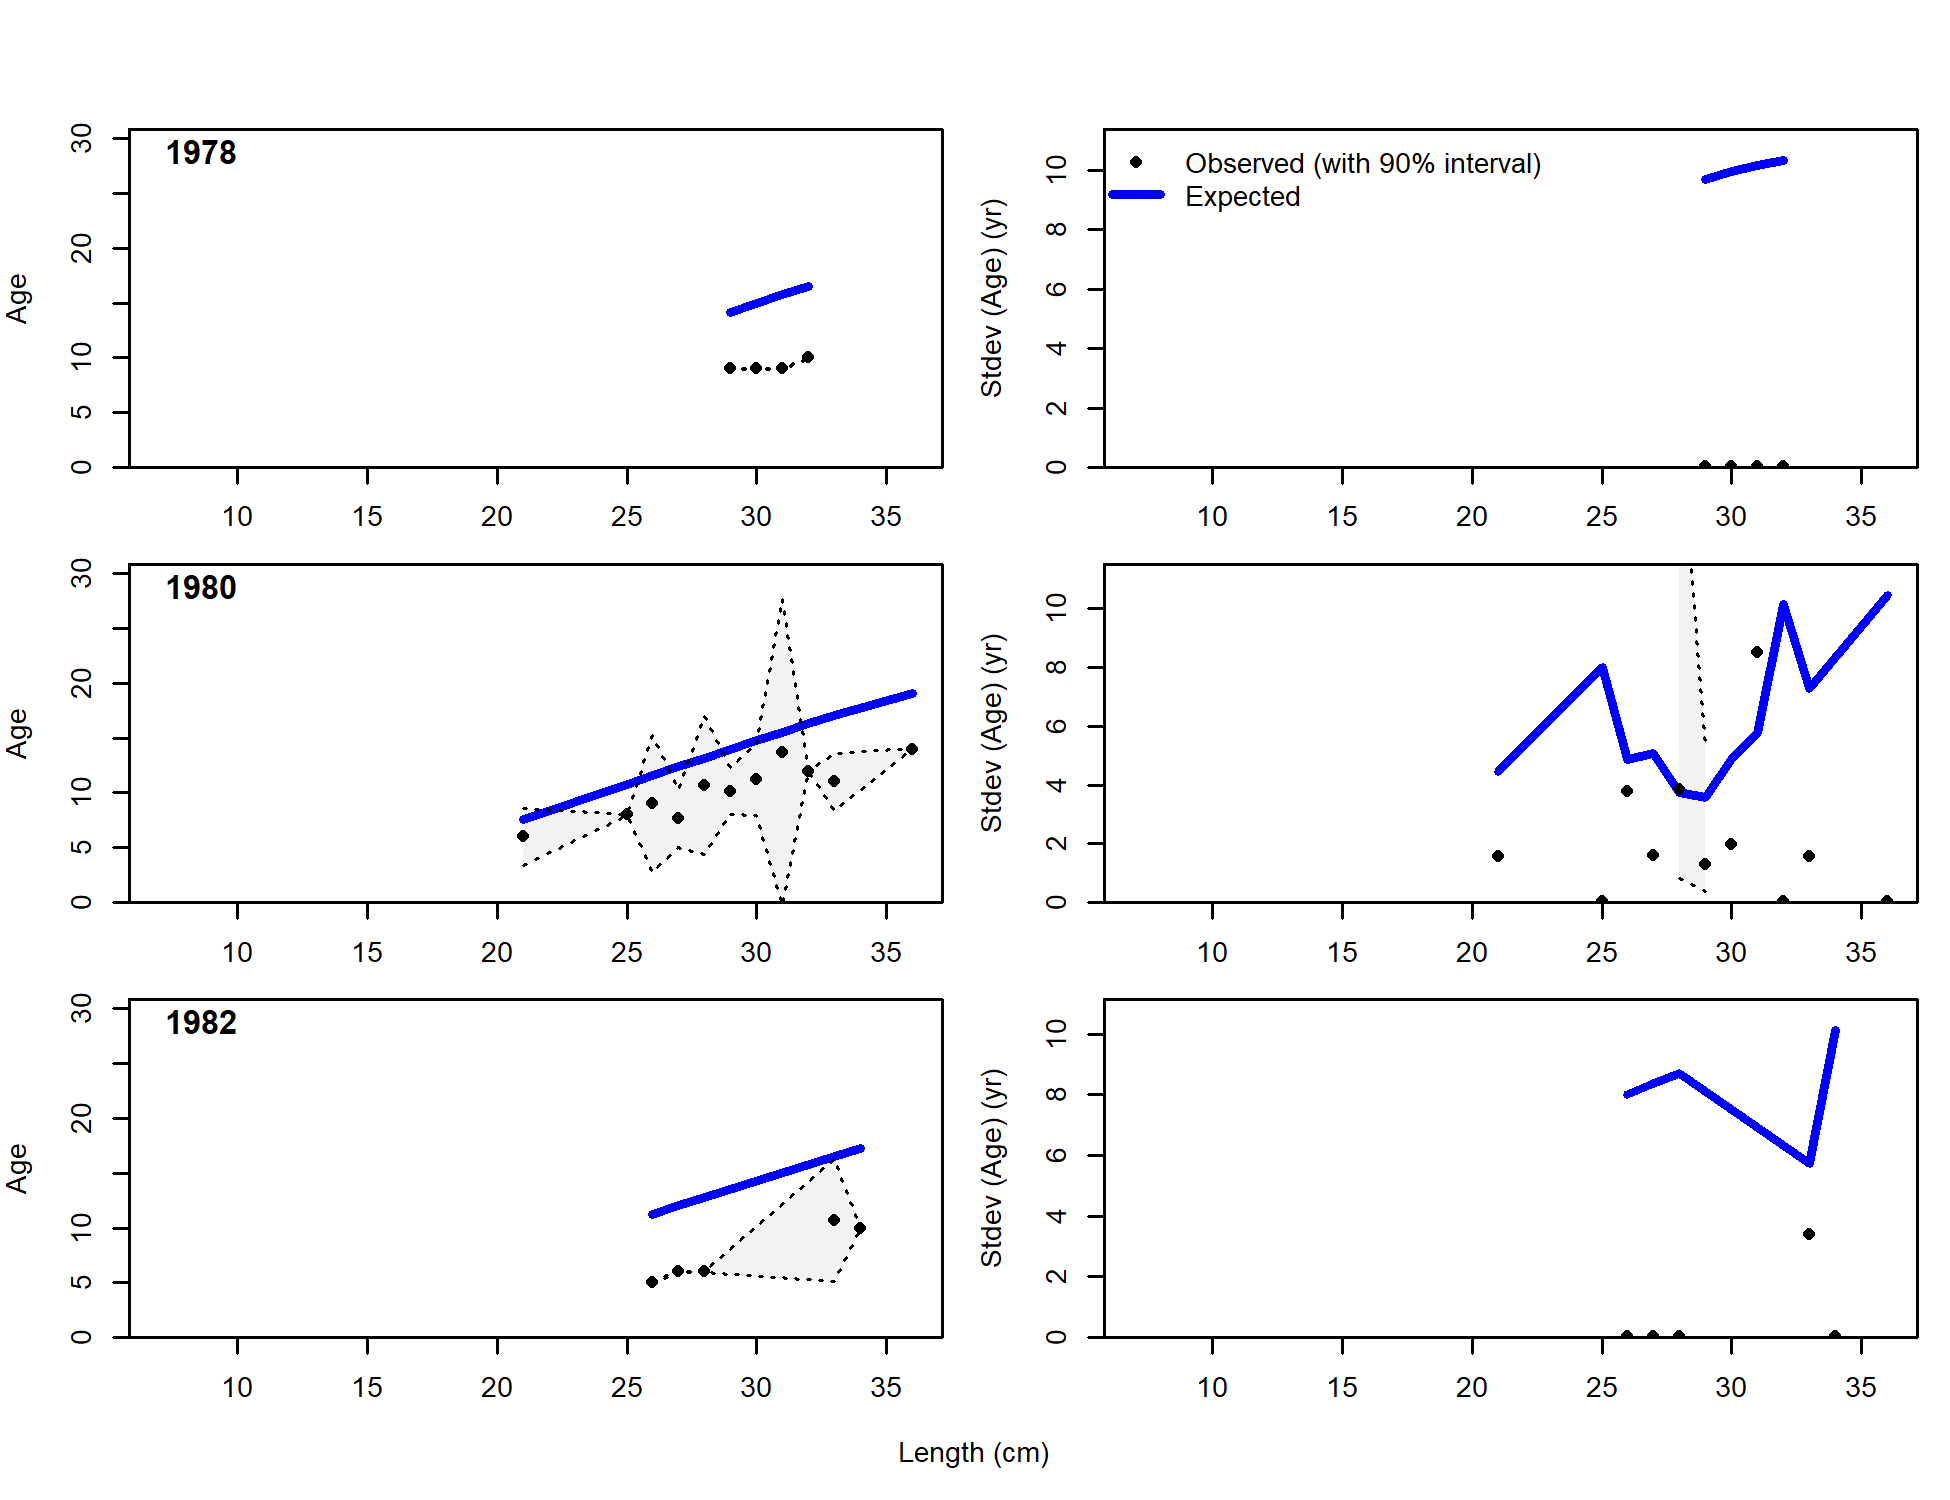 1978
Age
0 5 10 20 30
10 15 20 25 30 35
Observed (with 90% interval)
Expected
Stdev (Age) (yr)
0 2 4 6 8 10
10 15 20 25 30 35
1980
Age
0 5 10 20 30
10 15 20 25 30 35
Stdev (Age) (yr)
0 2 4 6 8 10
10 15 20 25 30 35
1982
Age
0 5 10 20 30
10 15 20 25 30 35
Stdev (Age) (yr)
0 2 4 6 8 10
10 15 20 25 30 35
Length (cm)